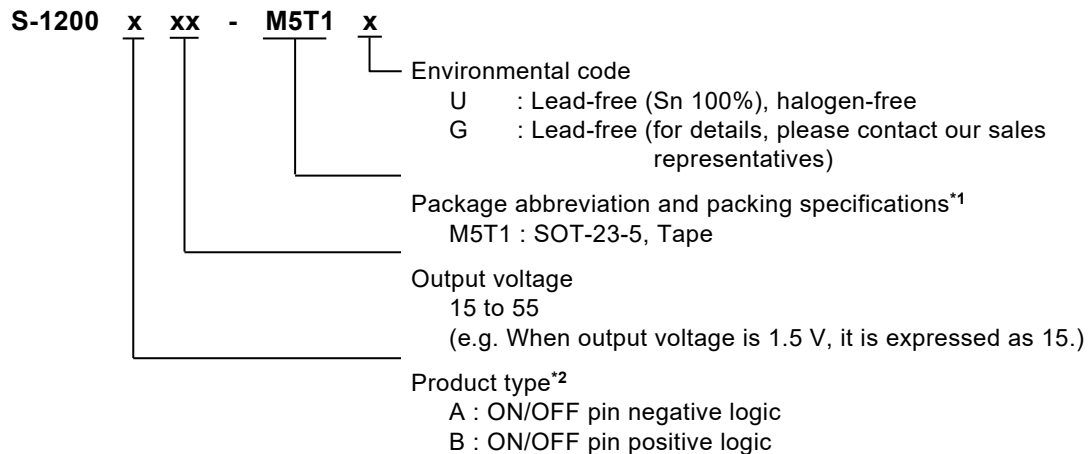 S-1200 x xx - M5T1 x
Environmental code
U : Lead-free (Sn 100%), halogen-free
G : Lead-free (for details, please contact our sales
representatives)
Package abbreviation and packing specifications*1
M5T1 : SOT-23-5, Tape
Output voltage
15 to 55
(e.g. When output voltage is 1.5 V, it is expressed as 15.)
Product type*2
A : ON/OFF pin negative logic
B : ON/OFF pin positive logic